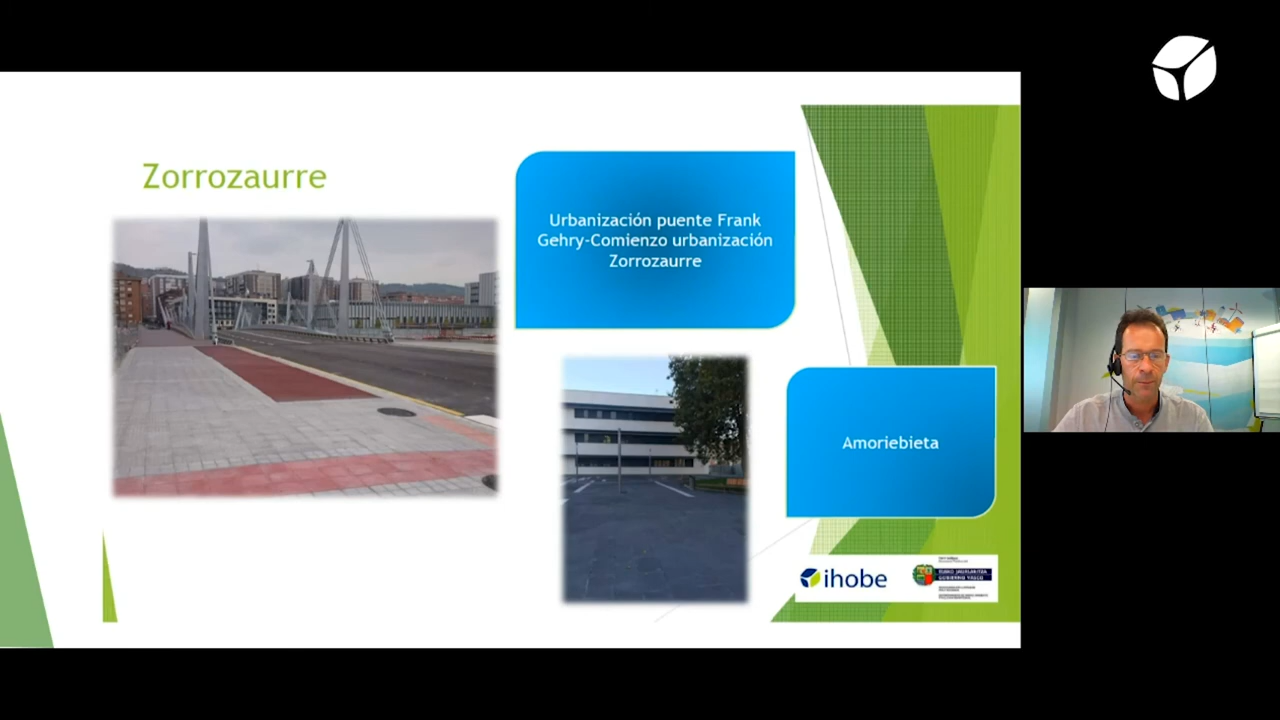 Zorrozaurre
Urbanización puente Frank
Gehry-Comienzo urbanización
Zorrozaurre
Amoriebieta
ihobe
EUSKO JAURLARITZA
GOBIERNO VASCO